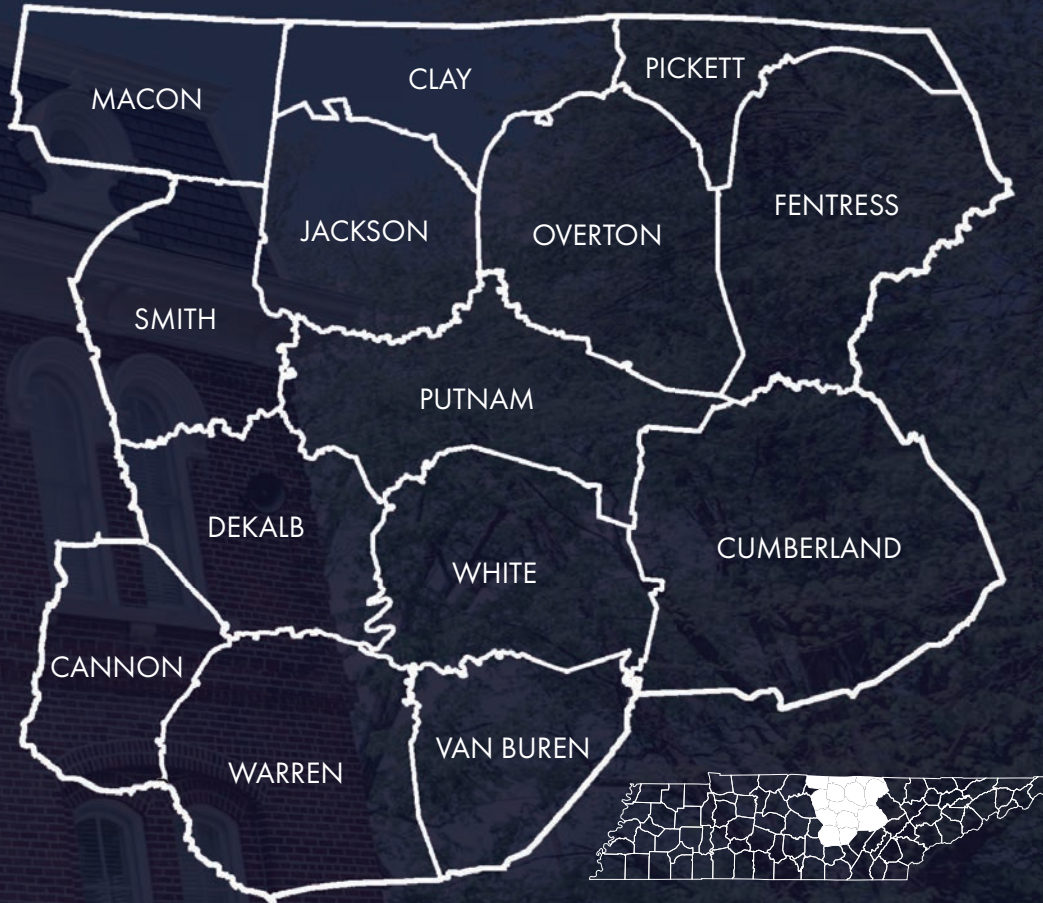 CLAY
PICKETT
MACON
FENTRESS
JACKSON
OVERTON
SMITH
PUTNAM
DEKALB
CUMBERLAND
WHITE
CANNON
VAN BUREN
WARREN